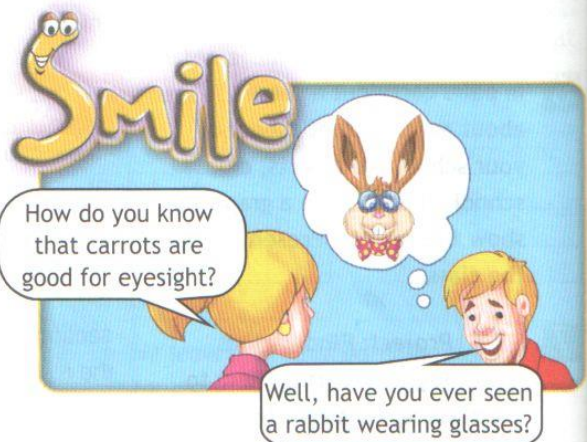 Smile
How do you know
that carrots are
good for eyesight?
Well, have you ever seen
a rabbit wearing glasses?